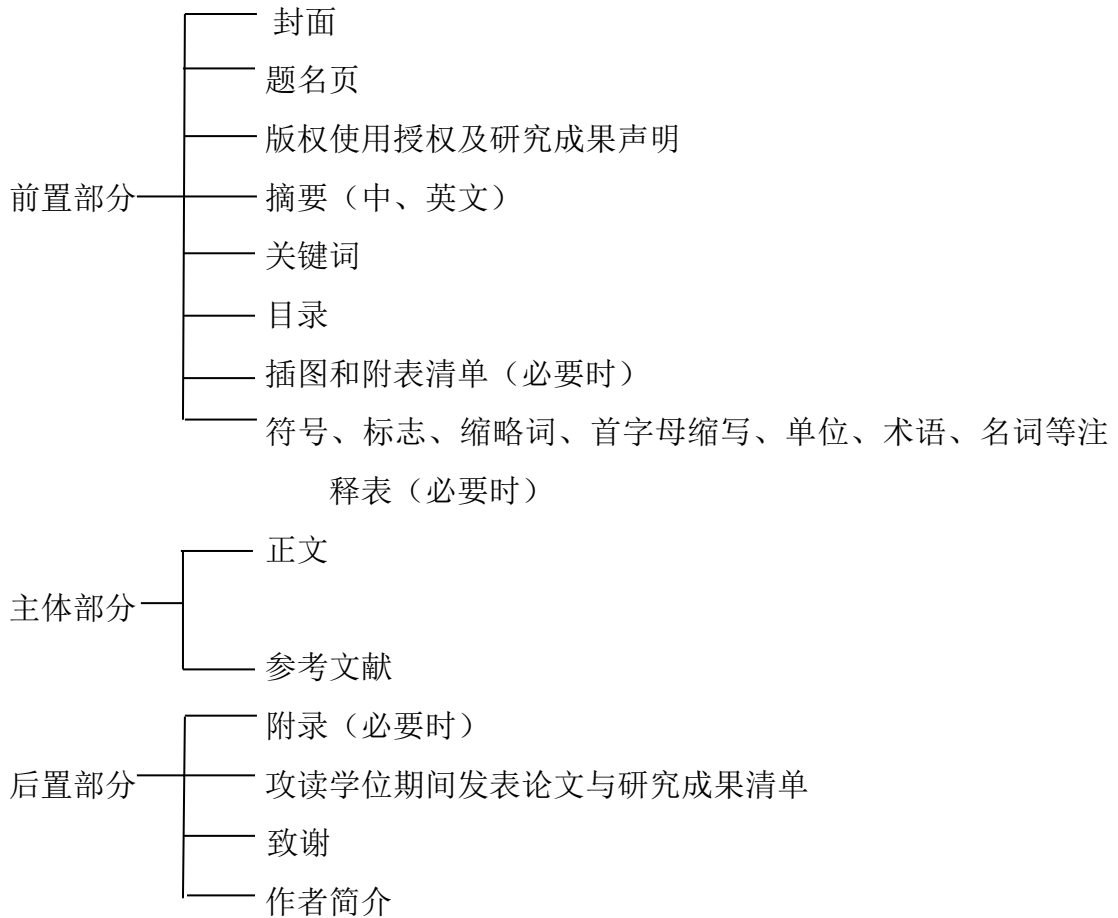 封面
题名页
版权使用授权及研究成果声明
前置部分
摘要（中、英文）
关键词
目录
插图和附表清单（必要时）
符号、标志、缩略词、首字母缩写、单位、术语、名词等注
释表（必要时）
正文
主体部分
参考文献
附录（必要时）
后置部分
攻读学位期间发表论文与研究成果清单
致谢
作者简介